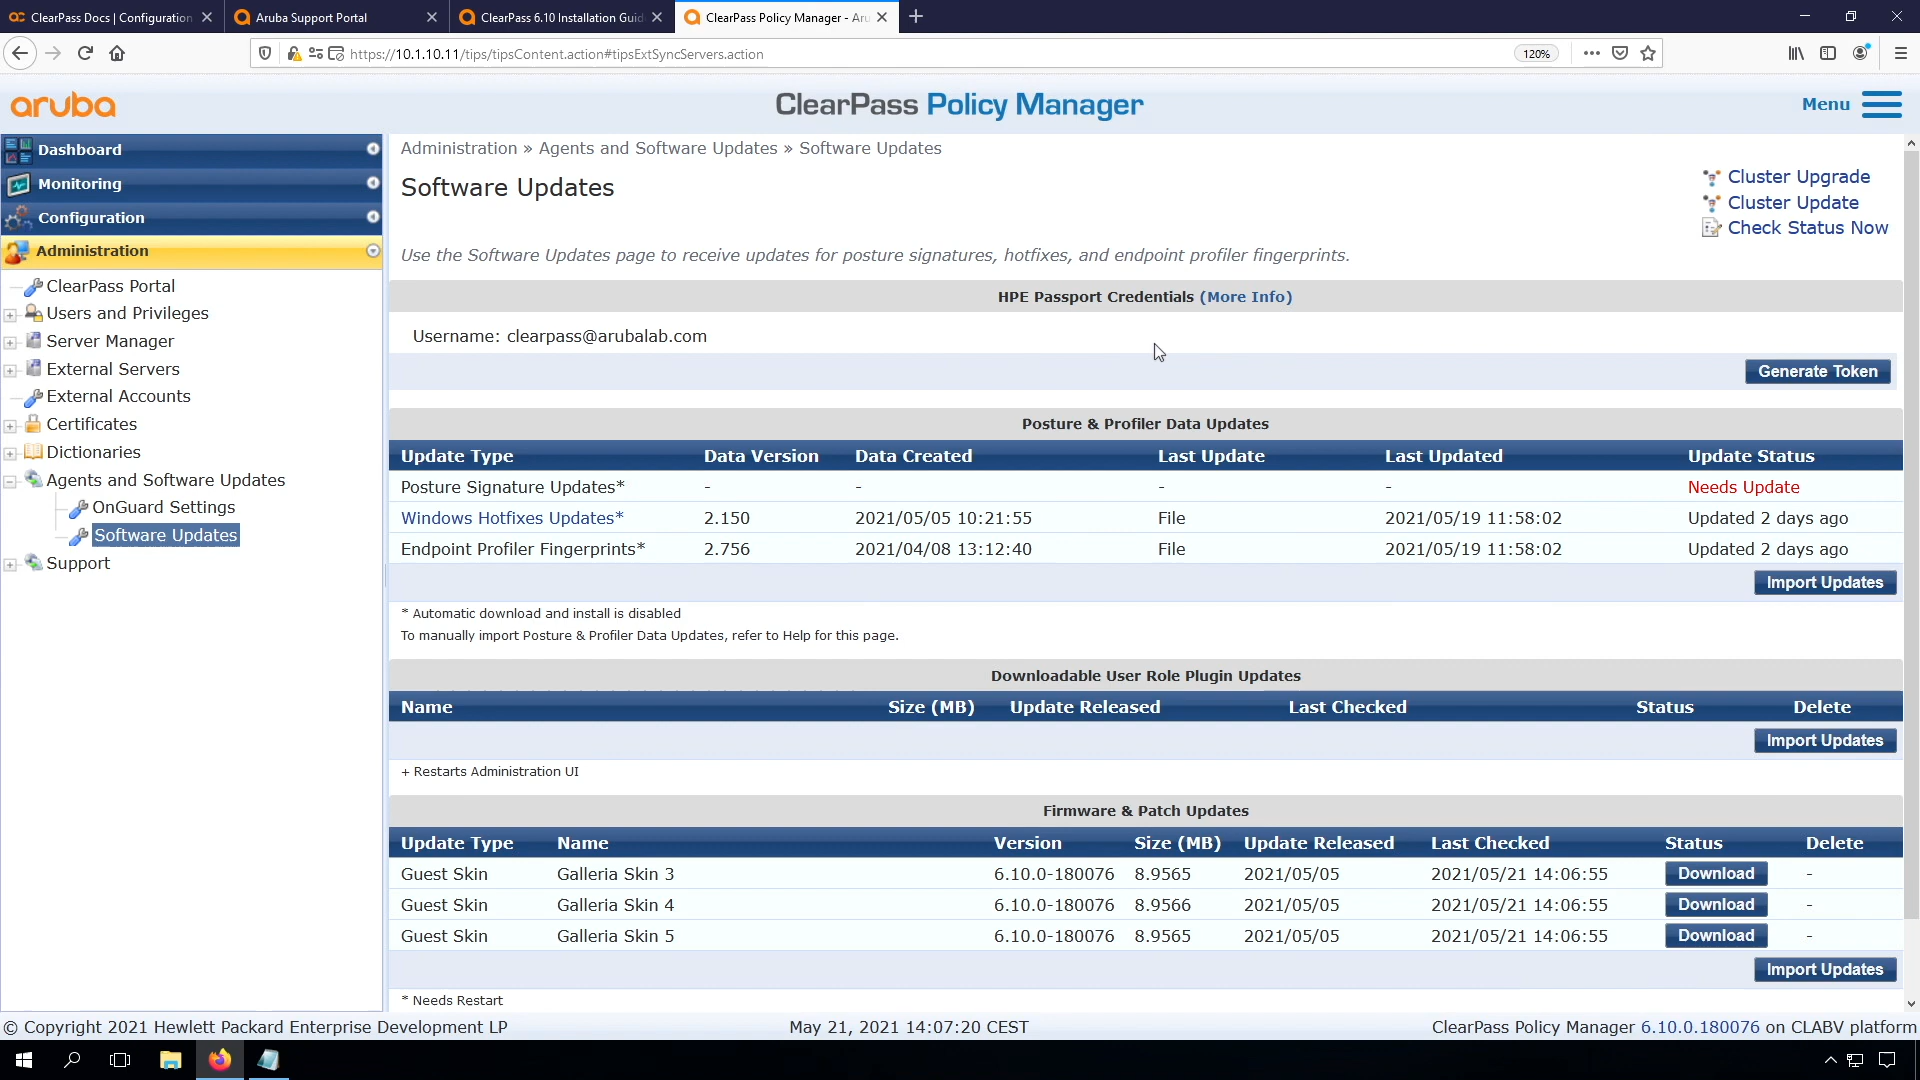 ClearPass Docs | Configuration
Aruba Support Portal
ClearPass 6.10 Installation Guid
ClearPass Policy Manager - Aru
https://10.1.10.11/tips/tipsContent.action#tipsExtSyncServers.action
120%
aruba
ClearPass Policy Manager
Menu
Dashboard
Monitoring
Configuration
Administration
ClearPass Portal
Users and Privileges
Server Manager
External Servers
External Accounts
Certificates
Dictionaries
Agents and Software Updates
OnGuard Settings
Software Updates
Support
Administration » Agents and Software Updates » Software Updates
Software Updates
Cluster Upgrade
Cluster Update
Check Status Now
Use the Software Updates page to receive updates for posture signatures, hotfixes, and endpoint profiler fingerprints.
HPE Passport Credentials (More Info)
Username: clearpass@arubalab.com
Generate Token
Posture & Profiler Data Updates
Update Type Data Version Data Created Last Update Last Updated Update Status
Posture Signature Updates* - - - - Needs Update
Windows Hotfixes Updates* 2.150 2021/05/05 10:21:55 File 2021/05/19 11:58:02 Updated 2 days ago
Endpoint Profiler Fingerprints* 2.756 2021/04/08 13:12:40 File 2021/05/19 11:58:02 Updated 2 days ago
Import Updates
* Automatic download and install is disabled
To manually import Posture & Profiler Data Updates, refer to Help for this page.
Downloadable User Role Plugin Updates
Name Size (MB) Update Released Last Checked Status Delete
Import Updates
+ Restarts Administration UI
Firmware & Patch Updates
Update Type Name Version Size (MB) Update Released Last Checked Status Delete
Guest Skin Galleria Skin 3 6.10.0-180076 8.9565 2021/05/05 2021/05/21 14:06:55 Download -
Guest Skin Galleria Skin 4 6.10.0-180076 8.9566 2021/05/05 2021/05/21 14:06:55 Download -
Guest Skin Galleria Skin 5 6.10.0-180076 8.9565 2021/05/05 2021/05/21 14:06:55 Download -
Import Updates
* Needs Restart
© Copyright 2021 Hewlett Packard Enterprise Development LP
May 21, 2021 14:07:20 CEST
ClearPass Policy Manager 6.10.0.180076 on CLABV platform